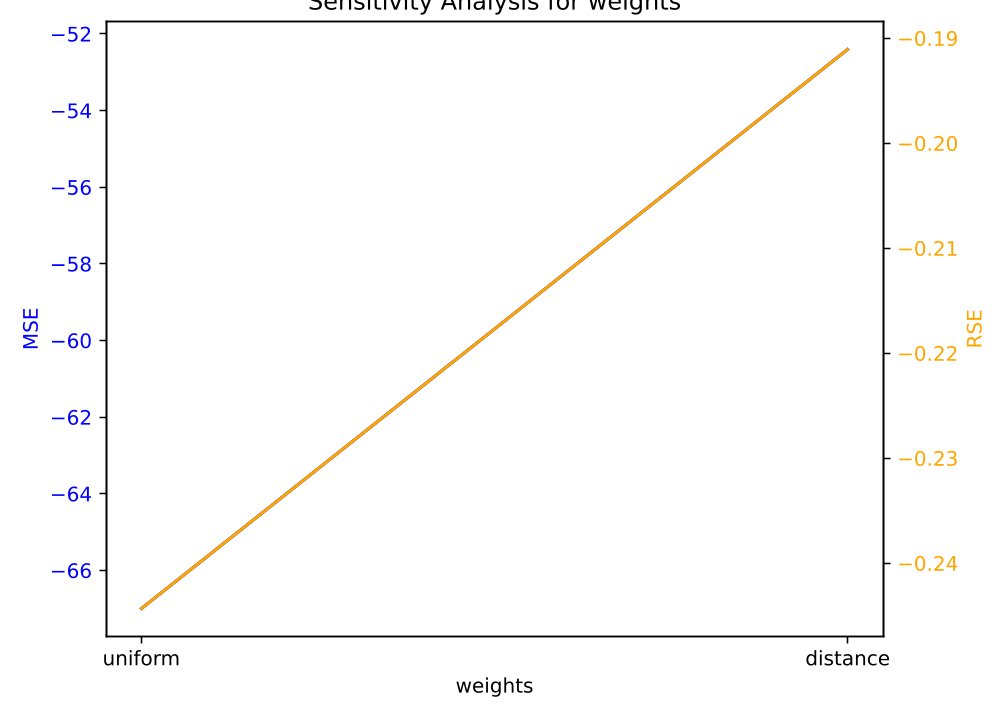 Sensitivity Analysis for weights
−52
−54
−56
−58
−60
−62
−64
−66
MSE
−0.19
−0.20
−0.21
−0.22
−0.23
−0.24
RSE
uniform
distance
weights